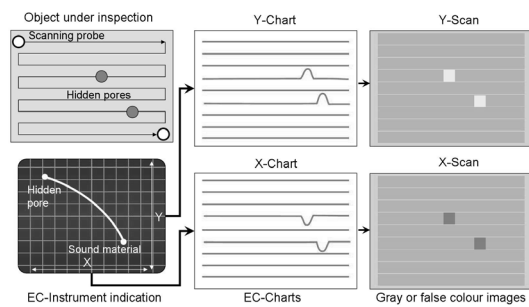 Object under inspection
Scanning probe
Hidden pores
Y-Chart
Y-Scan
Hidden
pore
Y
Sound material
X
EC-Instrument indication
X-Chart
X-Scan
EC-Charts
Gray or false colour images